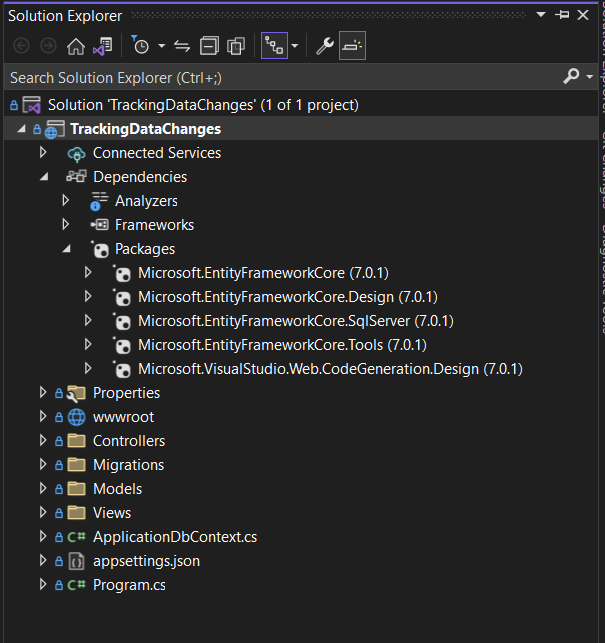 Solution Explorer
Search Solution Explorer (Ctrl+;)
Solution 'TrackingDataChanges' (1 of 1 project)
TrackingDataChanges
Connected Services
Dependencies
Analyzers
Frameworks
Packages
Microsoft.EntityFrameworkCore (7.0.1)
Microsoft.EntityFrameworkCore.Design (7.0.1)
Microsoft.EntityFrameworkCore.SqlServer (7.0.1)
Microsoft.EntityFrameworkCore.Tools (7.0.1)
Microsoft.VisualStudio.Web.CodeGeneration.Design (7.0.1)
Properties
wwwroot
Controllers
Migrations
Models
Views
C# ApplicationDbContext.cs
appsettings.json
C# Program.cs